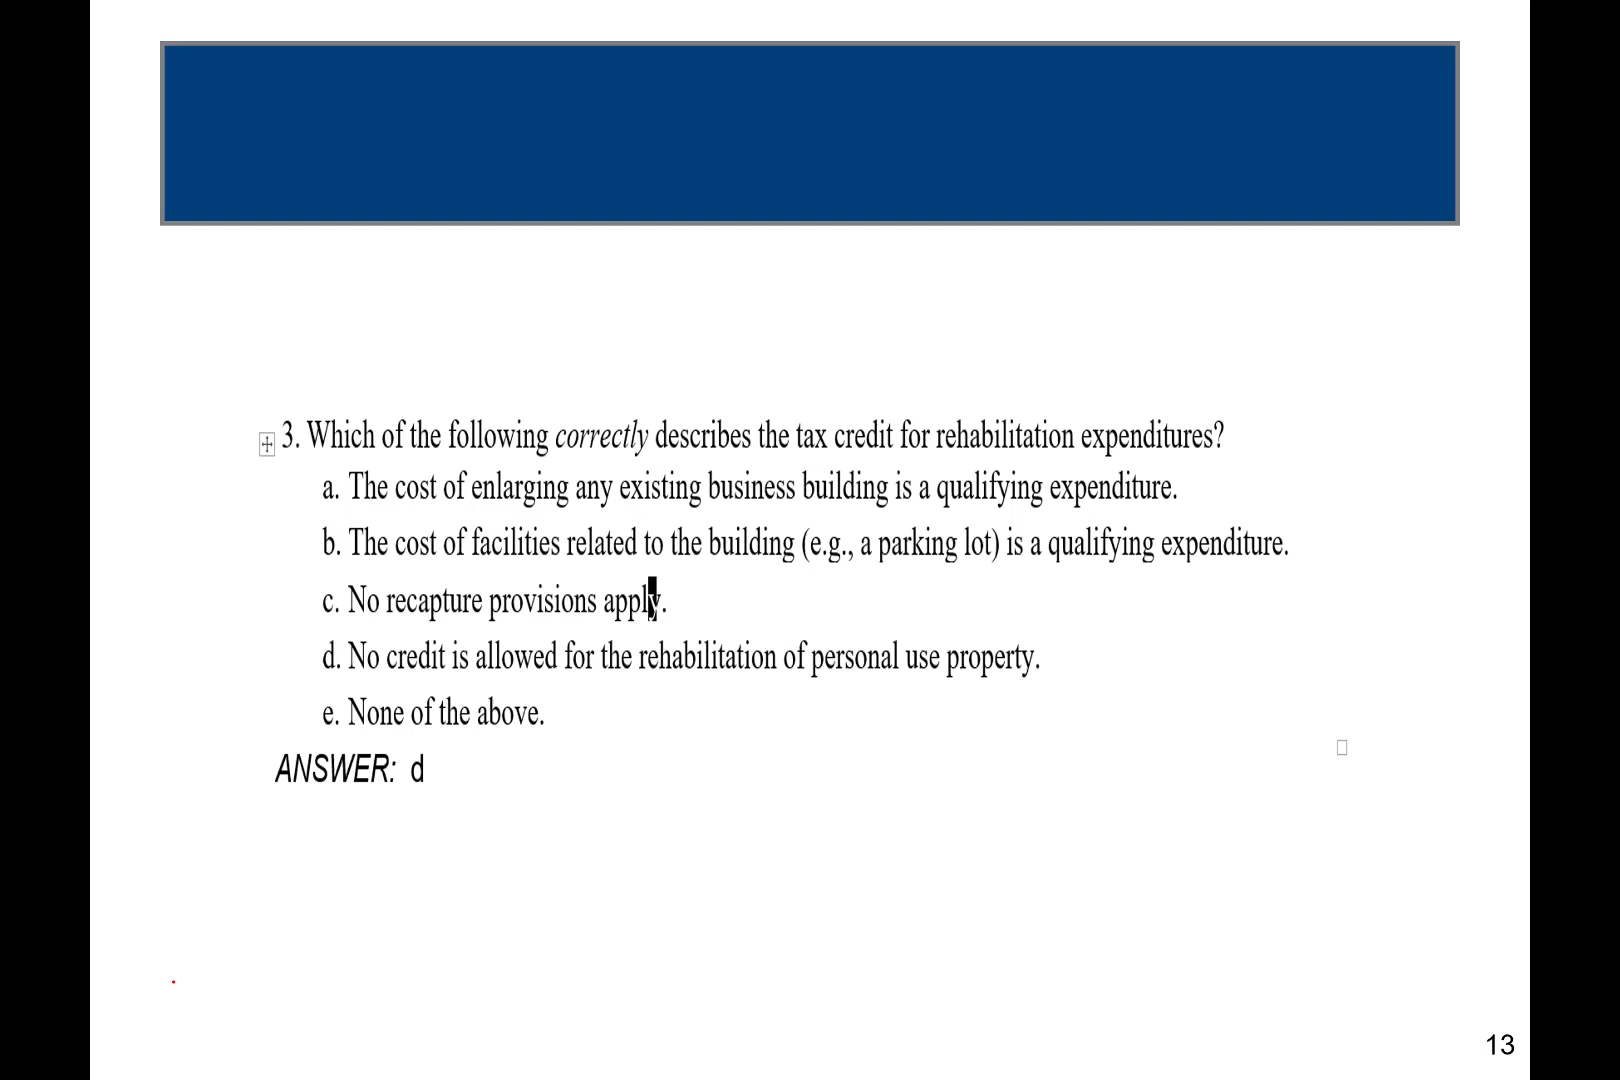 3. Which of the following correctly describes the tax credit for rehabilitation expenditures?
a. The cost of enlarging any existing business building is a qualifying expenditure.
b. The cost of facilities related to the building (e.g., a parking lot) is a qualifying expenditure.
c. No recapture provisions apply.
d. No credit is allowed for the rehabilitation of personal use property.
e. None of the above.
ANSWER: d
13